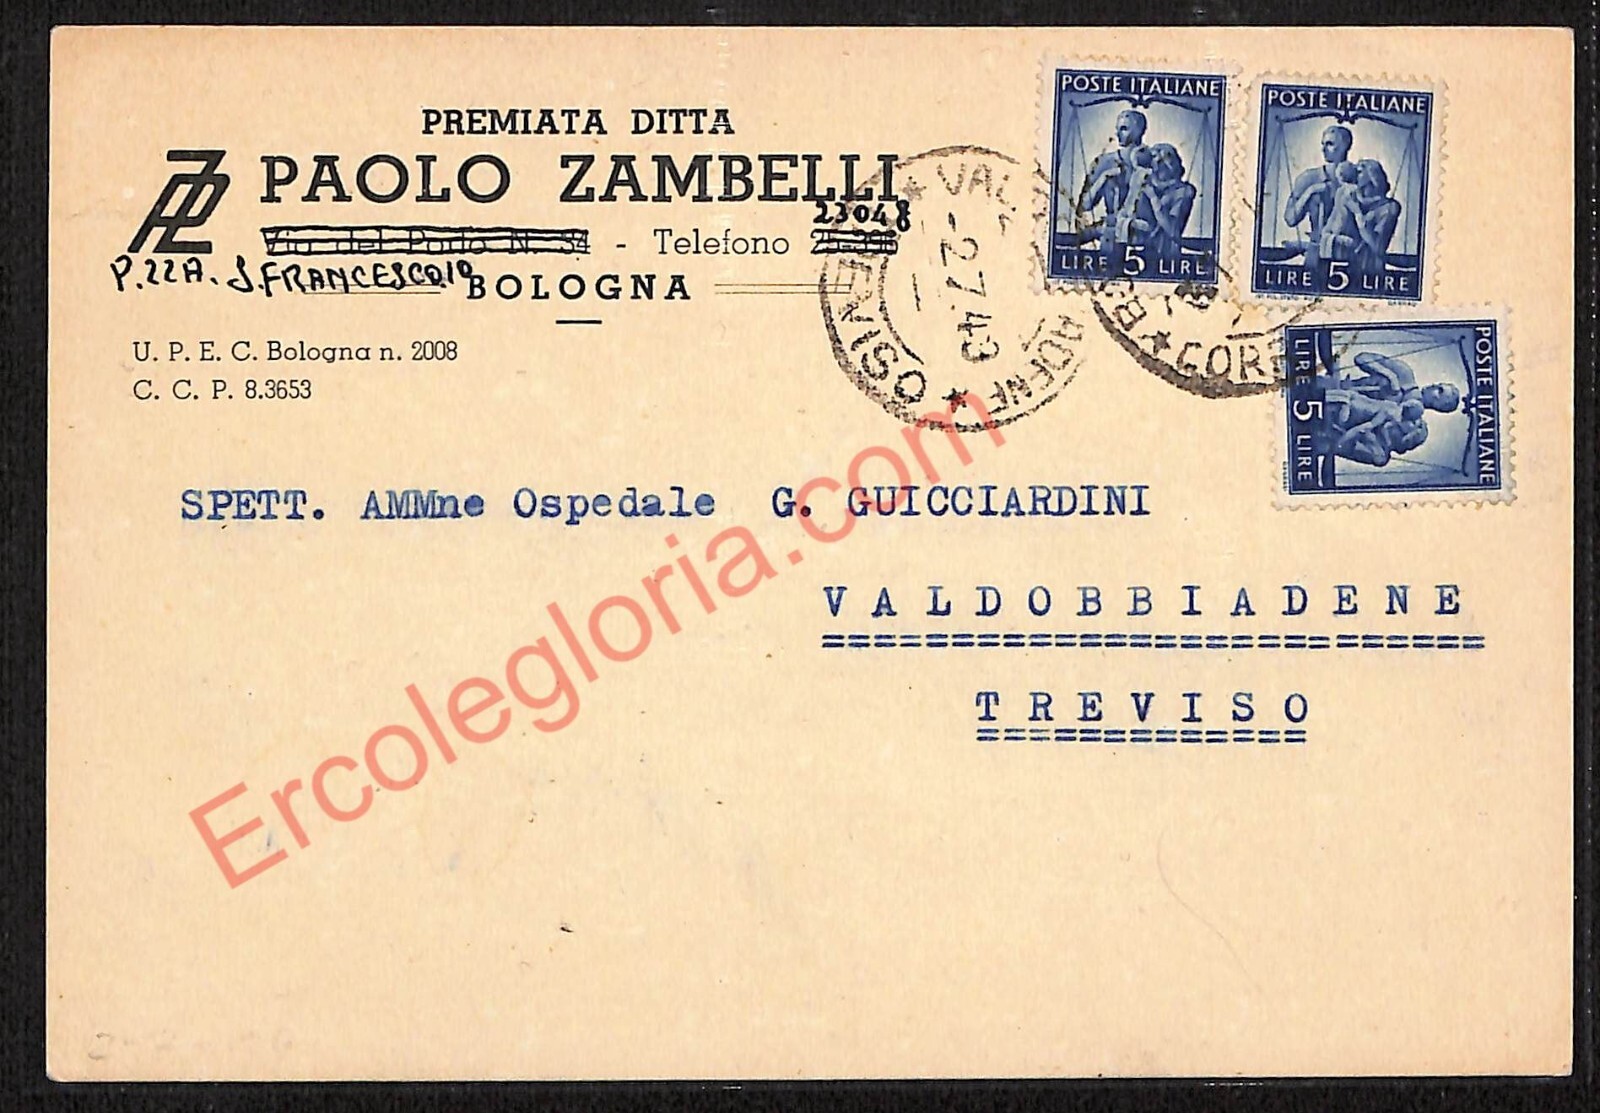 PREMIATA DITTA
PAOLO ZAMBELLI
23048
Via del Porto N. 34 - Telefono
P.ZZA. S. FRANCESCO 10
BOLOGNA
U. P. E. C. Bologna n. 2008
C. C. P. 8.3653
POSTE ITALIANE
LIRE 5 LIRE
POSTE ITALIANE
LIRE 5 LIRE
POSTE ITALIANE
LIRE 5 LIRE
-2.7.49
SPETT. AMMne Ospedale G. GUICCIARDINI
VALDOBBIADENE
TREVISO
Ercolegloria.com